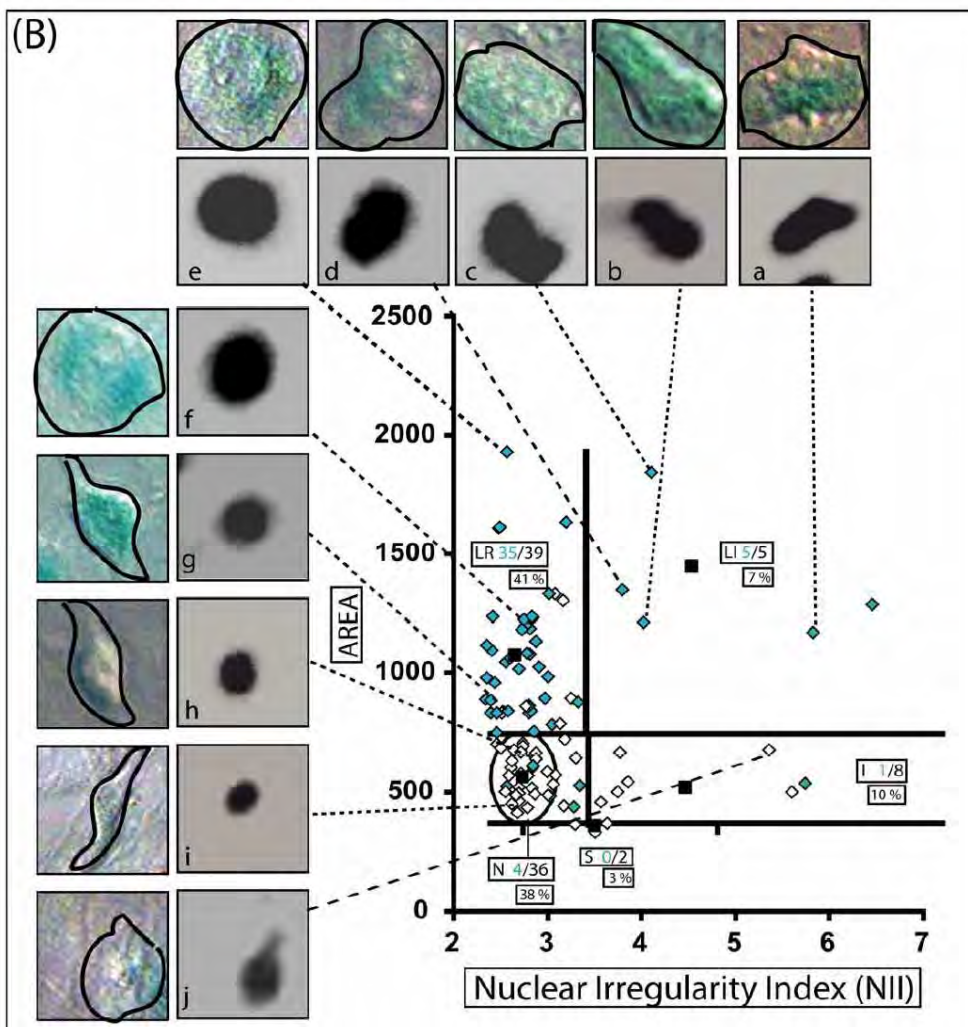 (B)
e
d
c
b
a
f
g
h
i
j
2500
2000
1500
1000
500
0
AREA
LR 35/39
41 %
LI 5/5
7 %
I 1/8
10 %
N 4/36
38 %
S 0/2
3 %
2
3
4
5
6
7
Nuclear Irregularity Index (NII)